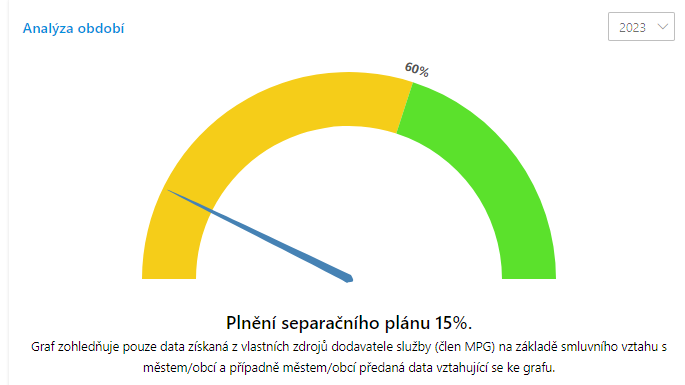 Analýza období
2023
60%
Plnění separačního plánu 15%.
Graf zohledňuje pouze data získaná z vlastních zdrojů dodavatele služby (člen MPG) na základě smluvního vztahu s
městem/obcí a případně městem/obcí předaná data vztahující se ke grafu.